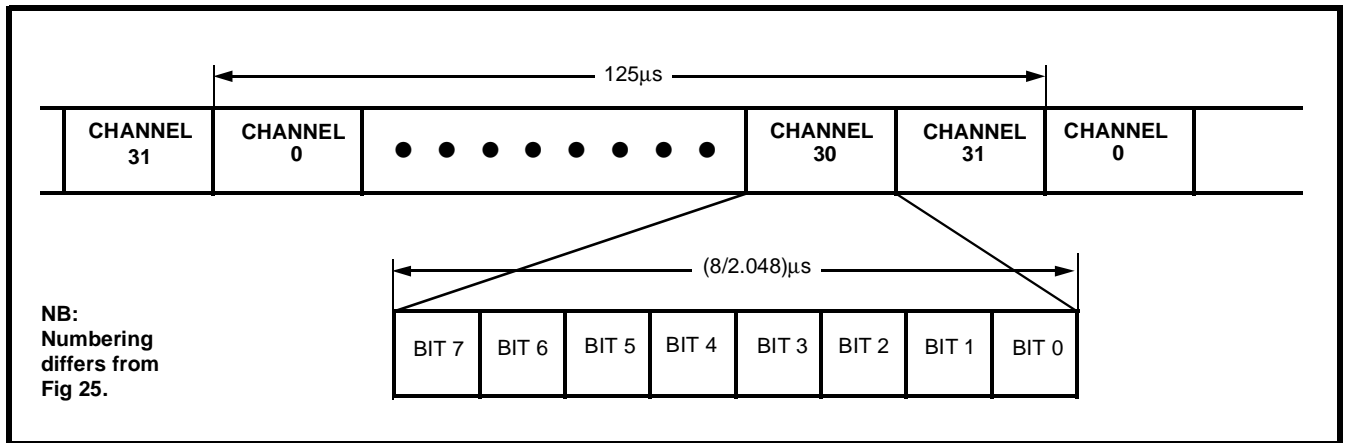 125μs
CHANNEL 31
CHANNEL 0
CHANNEL 30
CHANNEL 31
CHANNEL 0
(8/2.048)μs
NB:
Numbering
differs from
Fig 25.
BIT 7 BIT 6 BIT 5 BIT 4 BIT 3 BIT 2 BIT 1 BIT 0